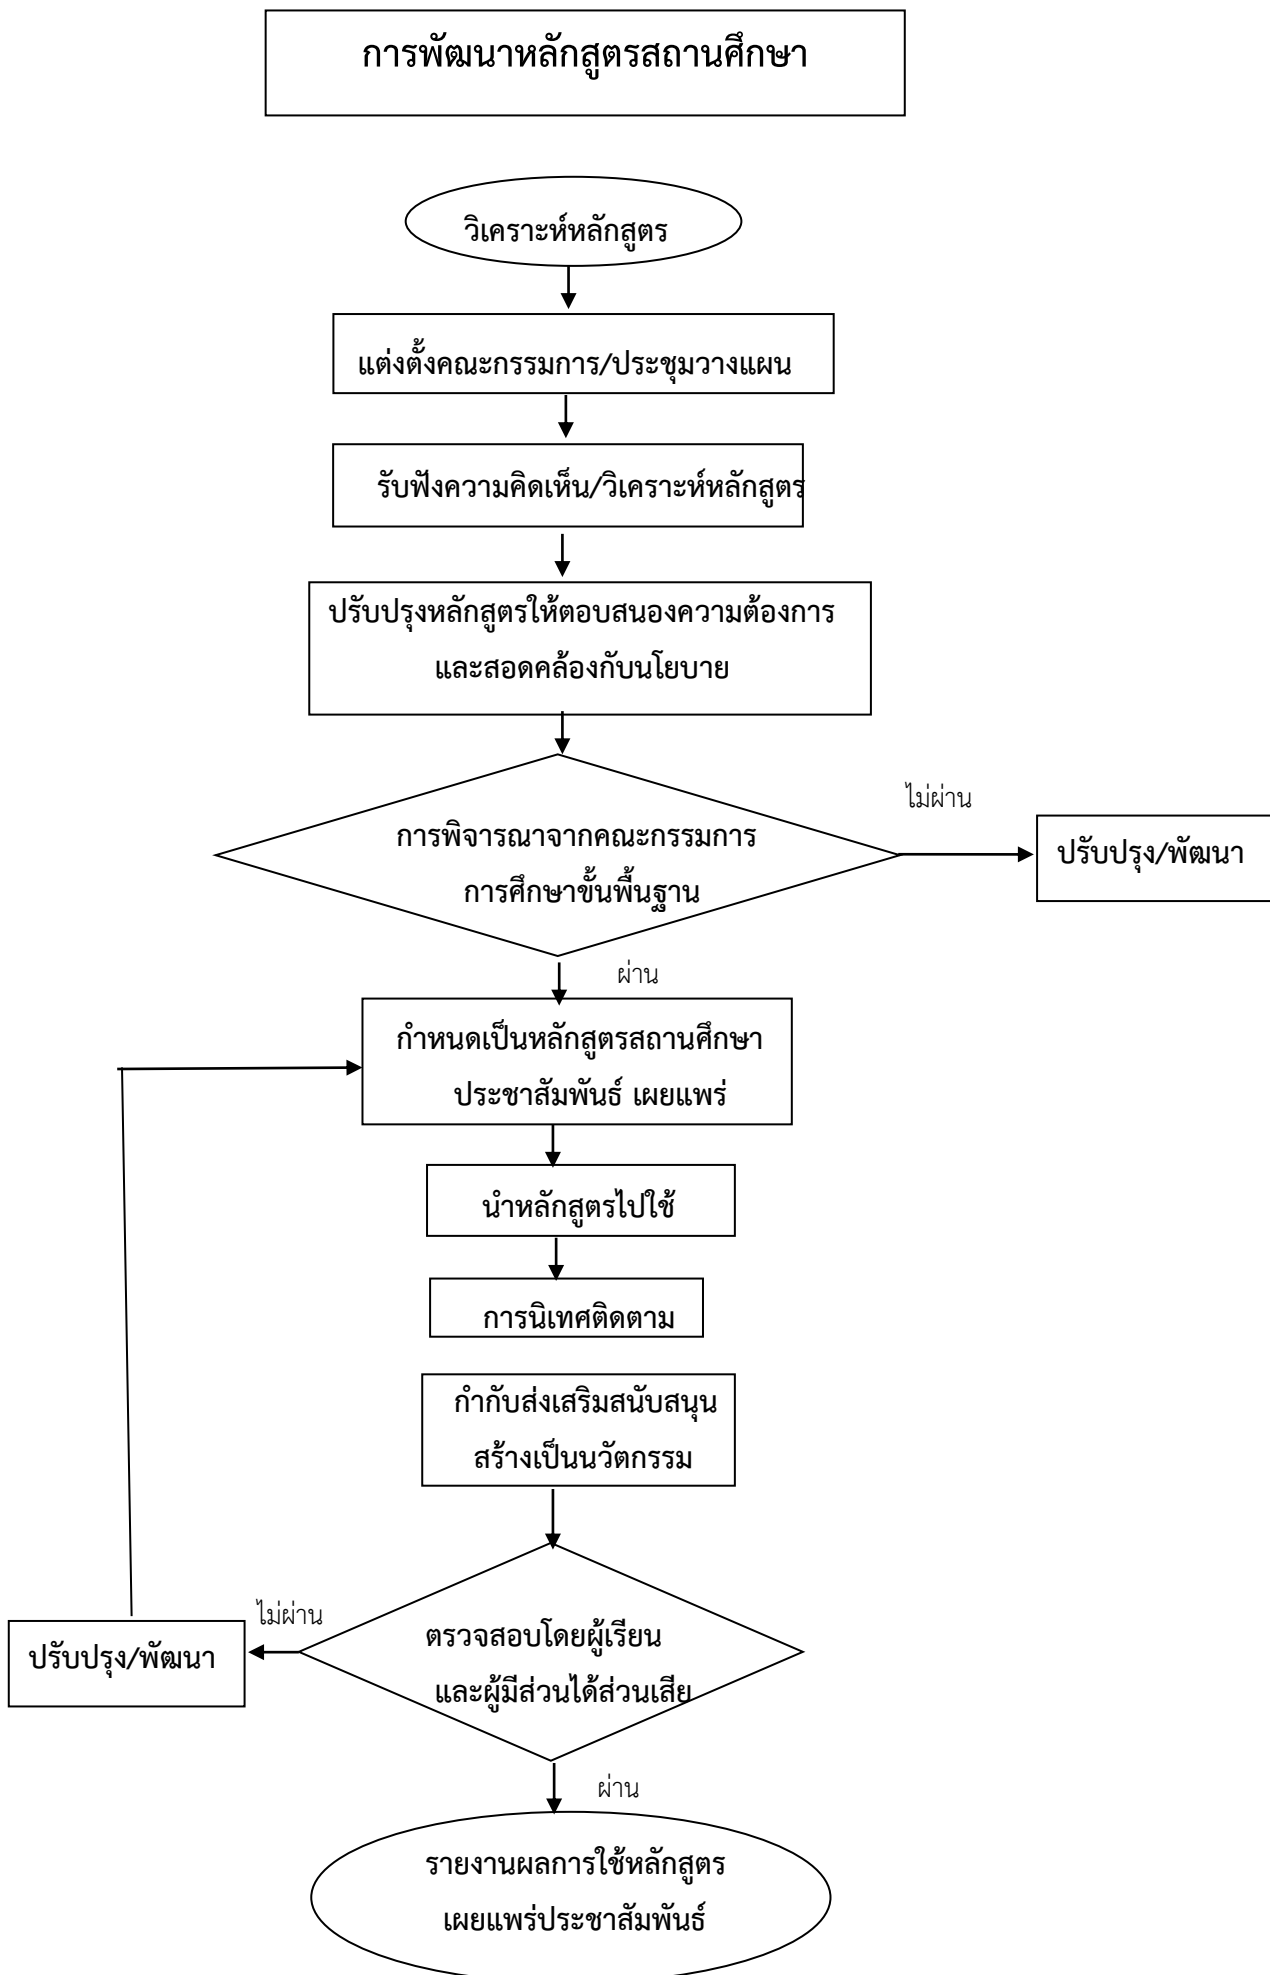 การพัฒนาหลักสูตรสถานศึกษา
วิเคราะห์หลักสูตร
แต่งตั้งคณะกรรมการ/ประชุมวางแผน
รับฟังความคิดเห็น/วิเคราะห์หลักสูตร
ปรับปรุงหลักสูตรให้ตอบสนองความต้องการ
และสอดคล้องกับนโยบาย
ไม่ผ่าน
การพิจารณาจากคณะกรรมการ
การศึกษาขั้นพื้นฐาน
ปรับปรุง/พัฒนา
ผ่าน
กำหนดเป็นหลักสูตรสถานศึกษา
ประชาสัมพันธ์ เผยแพร่
นำหลักสูตรไปใช้
การนิเทศติดตาม
กำกับส่งเสริมสนับสนุน
สร้างเป็นนวัตกรรม
ไม่ผ่าน
ปรับปรุง/พัฒนา
ตรวจสอบโดยผู้เรียน
และผู้มีส่วนได้ส่วนเสีย
ผ่าน
รายงานผลการใช้หลักสูตร
เผยแพร่ประชาสัมพันธ์